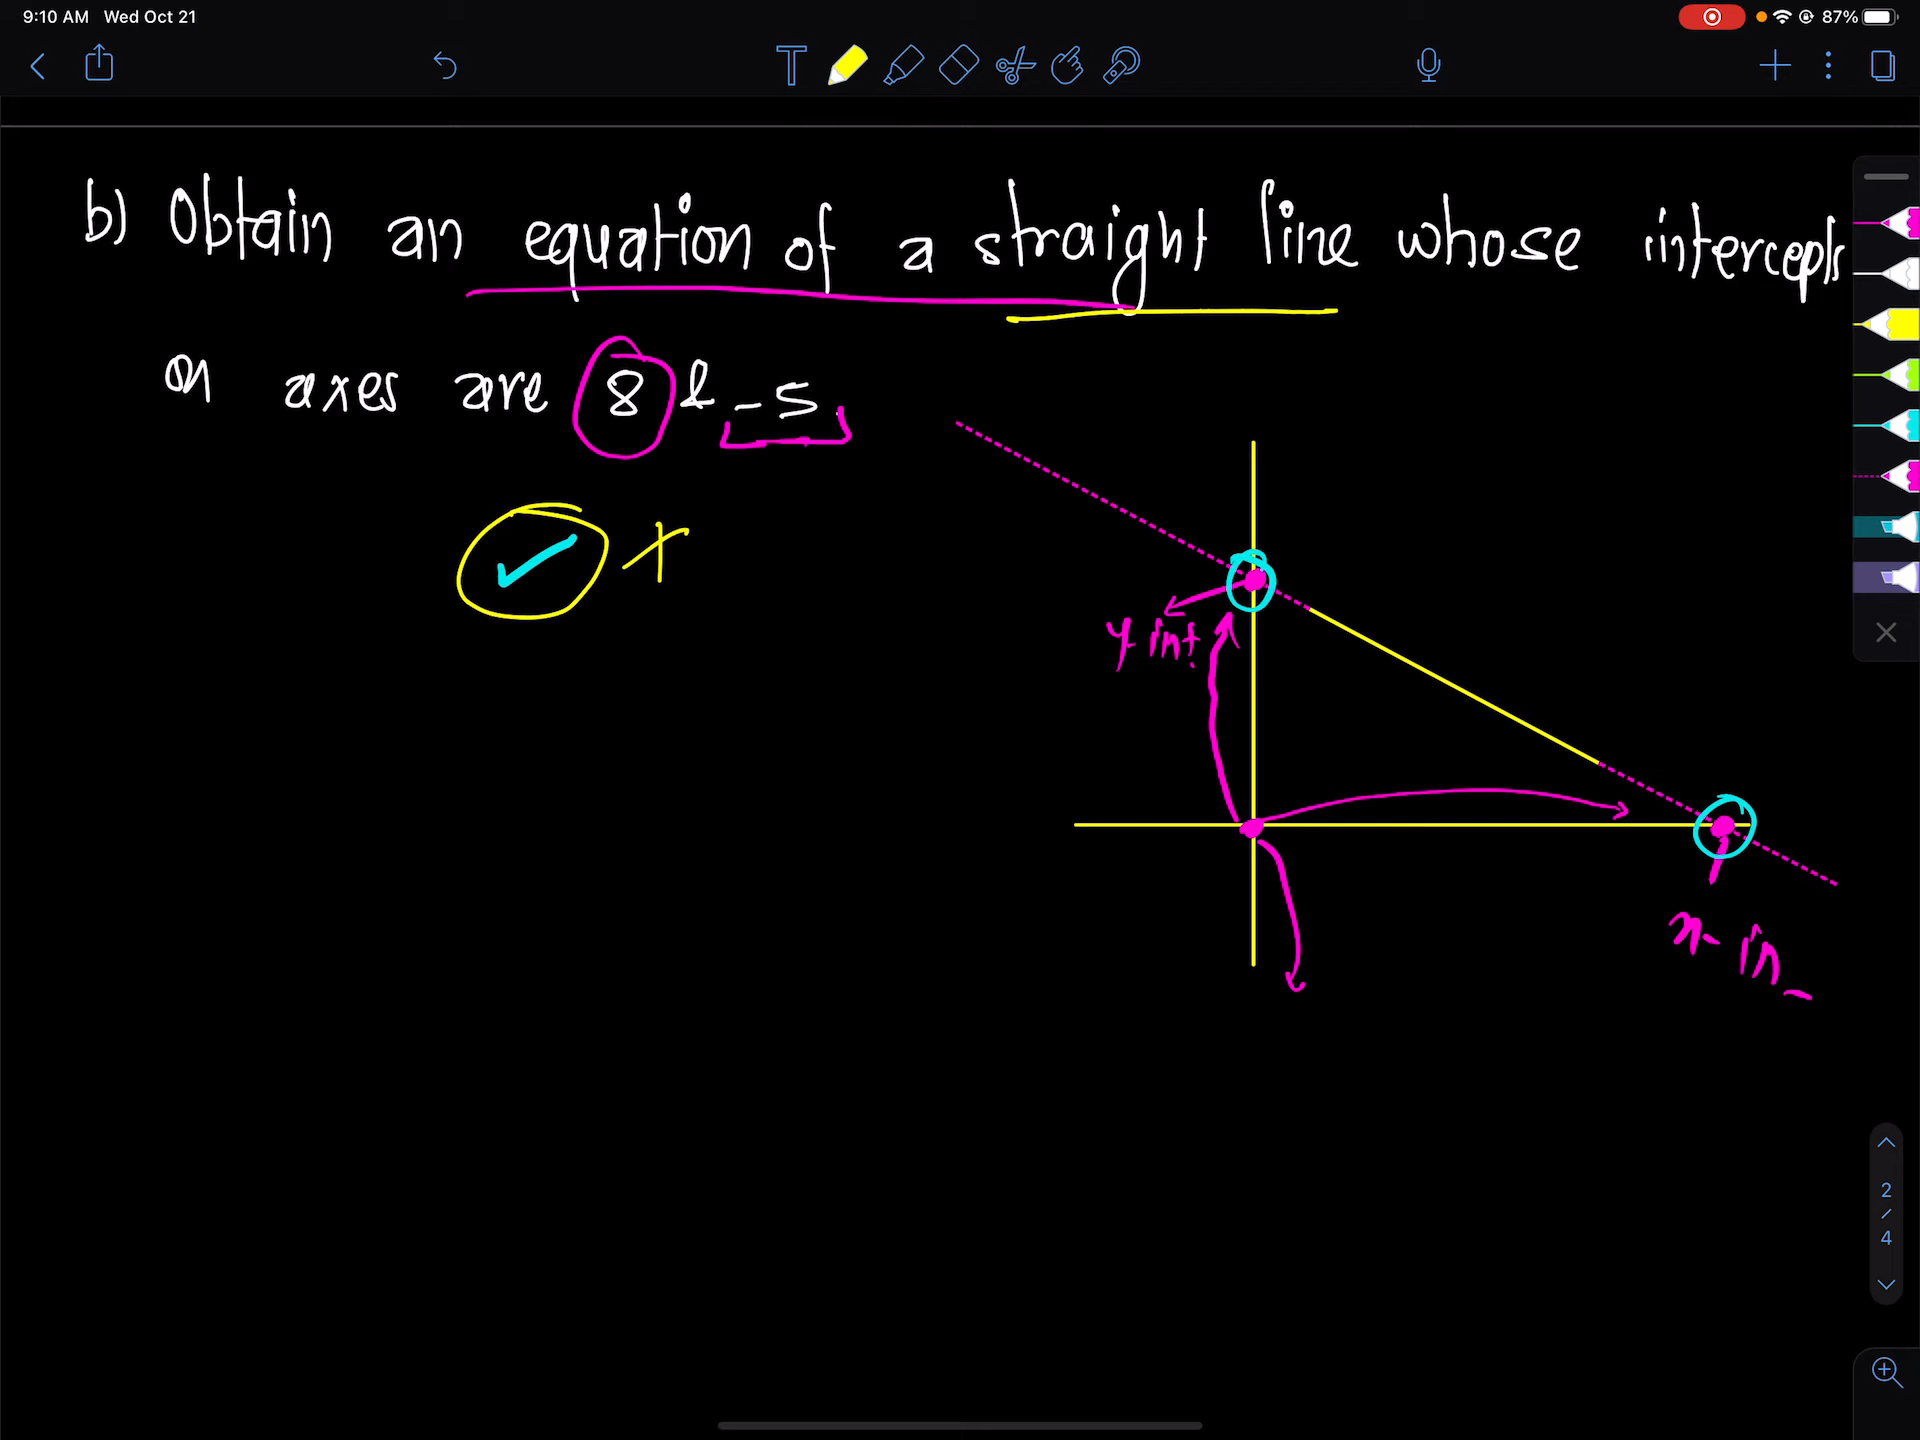 9:10 AM Wed Oct 21
87%
T
b) Obtain an equation of a straight line whose intercepts
on axes are 8 & -5.
y int.
x- in
2
/
4